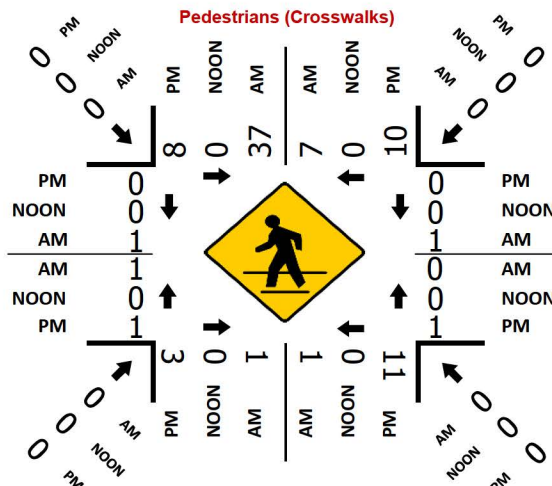 Pedestrians (Crosswalks)
PM NOON AM
0 0 0
PM NOON AM AM NOON PM
8 0 37 7 0 10
PM NOON AM
0 0 0
PM 0 0 PM
NOON 0 0 NOON
AM 1 1 AM
AM 1 0 AM
NOON 0 0 NOON
PM 1 1 PM
3 0 1 1 0 11
PM NOON AM AM NOON PM
0 0 0
AM NOON PM
0 0 0
AM NOON PM